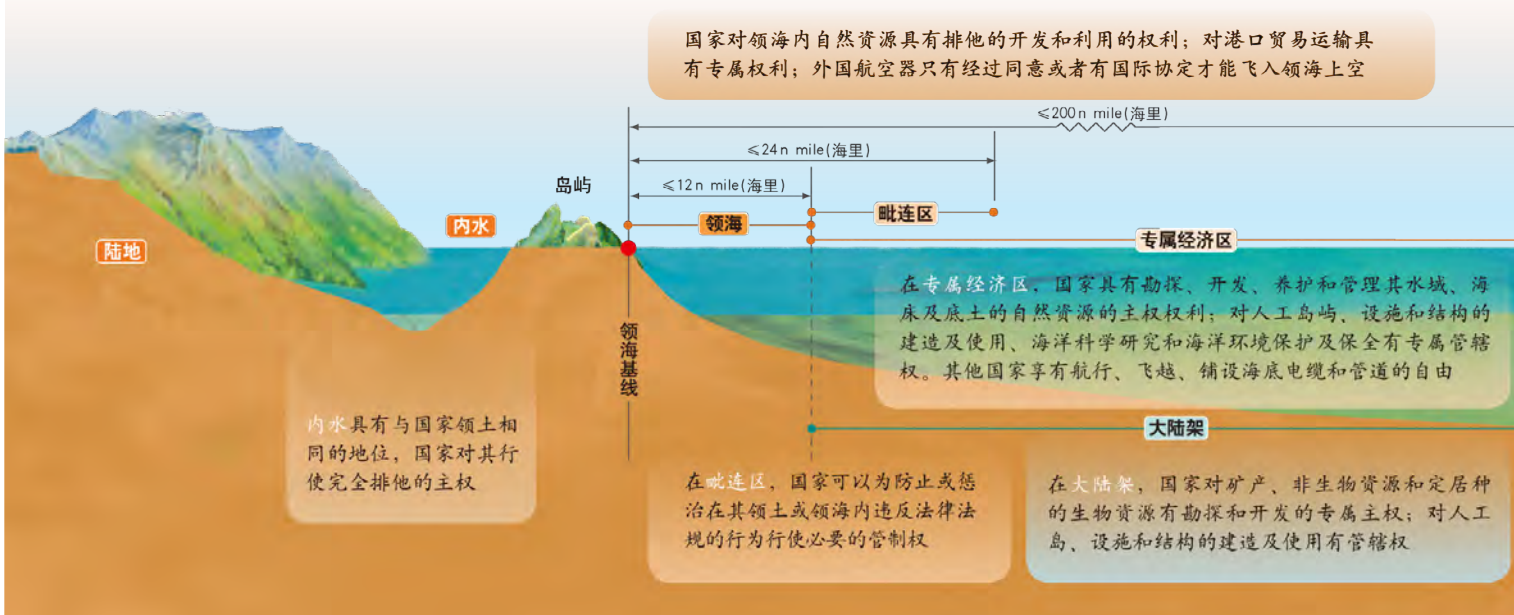 国家对领海内自然资源具有排他的开发和利用的权利；对港口贸易运输具
有专属权利；外国航空器只有经过同意或者有国际协定才能飞入领海上空
≤200n mile(海里)
≤24n mile(海里)
≤12n mile(海里)
岛屿
毗连区
内水
领海
专属经济区
陆地
在专属经济区，国家具有勘探、开发、养护和管理其水域、海
床及底土的自然资源的主权权利；对人工岛屿、设施和结构的
建造及使用、海洋科学研究和海洋环境保护及保全有专属管辖
权。其他国家享有航行、飞越、铺设海底电缆和管道的自由
领海基线
内水具有与国家领土相
同的地位，国家对其行
使完全排他的主权
大陆架
在毗连区，国家可以为防止或惩
治在其领土或领海内违反法律法
规的行为行使必要的管制权
在大陆架，国家对矿产、非生物资源和定居种
的生物资源有勘探和开发的专属主权；对人工
岛、设施和结构的建造及使用有管辖权